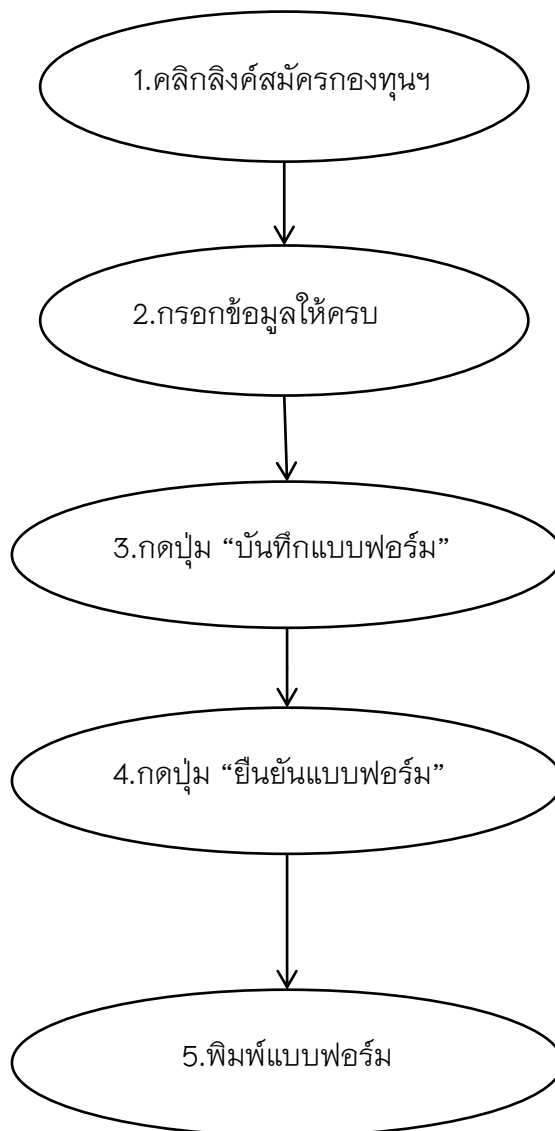 1.คลิกลิงค์สมัครกองทุนฯ
2.กรอกข้อมูลให้ครบ
3.กดปุ่ม “บันทึกแบบฟอร์ม”
4.กดปุ่ม “ยืนยันแบบฟอร์ม”
5.พิมพ์แบบฟอร์ม